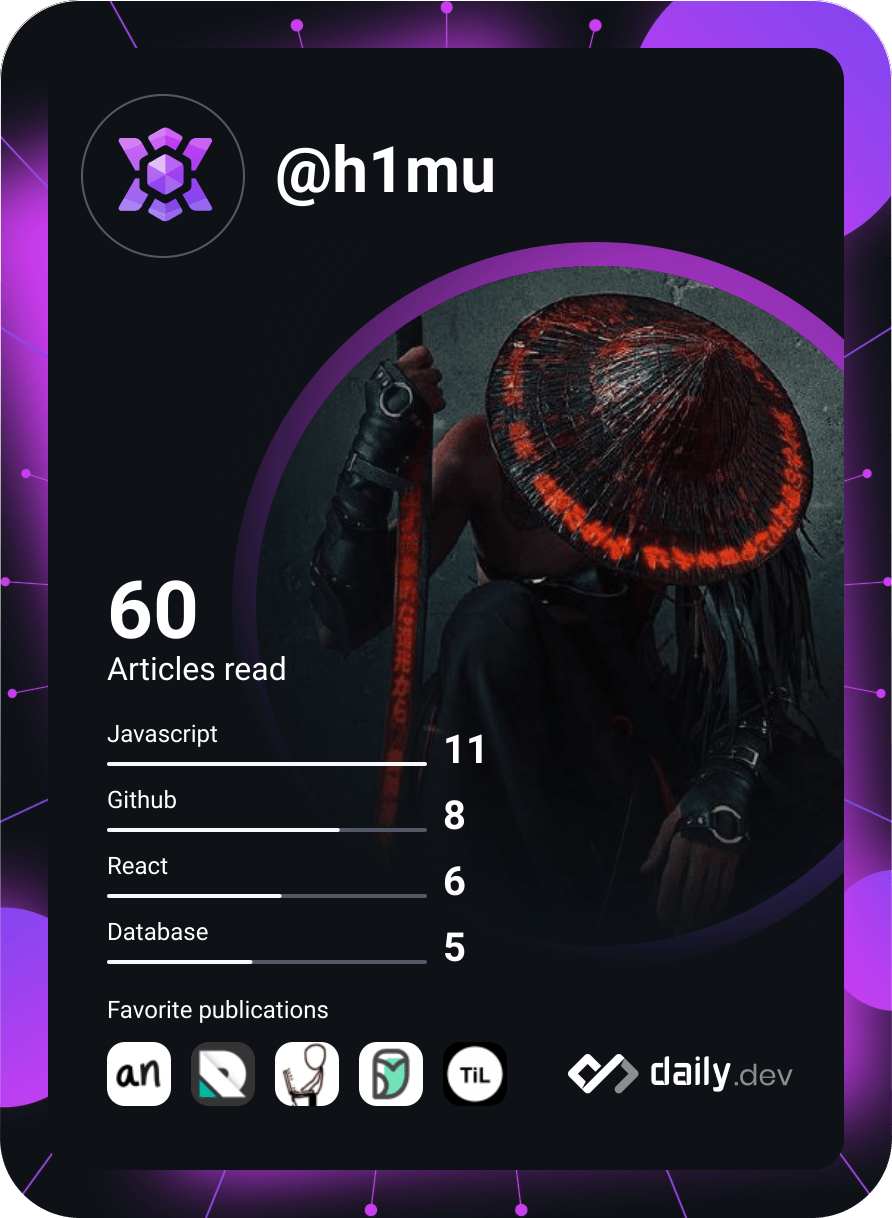 @h1mu
60
Articles read
Javascript
11
Github
8
React
6
Database
5
Favorite publications
an
TiL
daily.dev